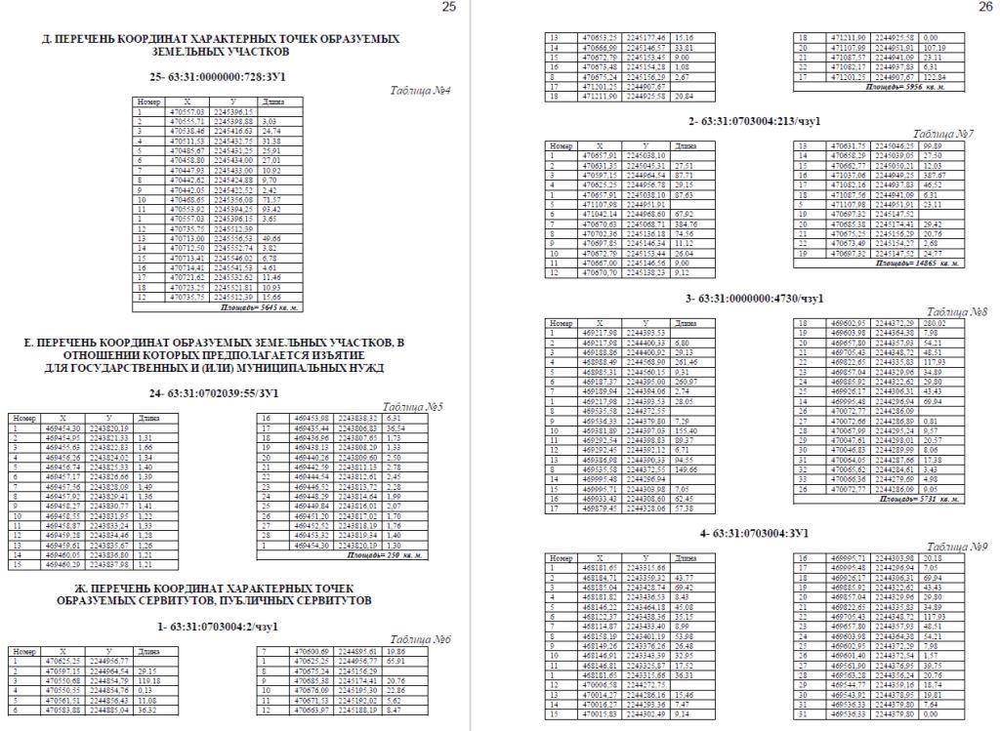 25
Д. ПЕРЕЧЕНЬ КООРДИНАТ ХАРАКТЕРНЫХ ТОЧЕК ОБРАЗУЕМЫХ
ЗЕМЕЛЬНЫХ УЧАСТКОВ
25- 63:31:0000000:728:ЗУ1
Таблица №4
Номер X У Длина
1 470557,03 2245396,15
2 470555,71 2245398,88 3,03
3 470538,46 2245416,63 24,74
4 470511,53 2245432,75 31,38
5 470485,67 2245431,25 25,91
6 470458,80 2245434,00 27,01
7 470447,93 2245433,00 10,92
8 470442,62 2245424,88 9,70
9 470442,05 2245422,52 2,42
10 470468,65 2245356,08 71,57
11 470553,92 2245394,25 93,42
1 470557,03 2245396,15 3,65
12 470735,75 2245512,39
13 470713,00 2245556,53 49,66
14 470712,50 2245552,74 3,82
15 470713,41 2245546,02 6,78
16 470714,41 2245541,53 4,61
17 470721,62 2245532,62 11,46
18 470723,25 2245521,81 10,93
12 470735,75 2245512,39 15,66
Площадь= 5645 кв. м.
Е. ПЕРЕЧЕНЬ КООРДИНАТ ОБРАЗУЕМЫХ ЗЕМЕЛЬНЫХ УЧАСТКОВ, В
ОТНОШЕНИИ КОТОРЫХ ПРЕДПОЛАГАЕТСЯ ИЗЪЯТИЕ
ДЛЯ ГОСУДАРСТВЕННЫХ И (ИЛИ) МУНИЦИПАЛЬНЫХ НУЖД
24- 63:31:0702039:55/ЗУ1
Таблица №5
Номер X У Длина
1 469454,30 2243820,19
2 469454,95 2243821,33 1,31
3 469455,63 2243822,83 1,66
4 469456,26 2243824,02 1,34
5 469456,74 2243825,33 1,40
6 469457,17 2243826,66 1,39
7 469457,56 2243828,09 1,49
8 469457,92 2243829,41 1,36
9 469458,27 2243830,77 1,41
10 469458,55 2243831,95 1,22
11 469458,87 2243833,24 1,33
12 469459,28 2243834,46 1,28
13 469459,61 2243835,67 1,26
14 469460,05 2243836,80 1,21
15 469460,29 2243837,98 1,21
16 469453,98 2243838,32 6,31
17 469435,44 2243806,83 36,54
18 469436,96 2243807,65 1,73
19 469438,13 2243808,29 1,33
20 469440,26 2243809,60 2,50
21 469442,59 2243811,13 2,78
22 469444,54 2243812,61 2,45
23 469446,52 2243813,72 2,28
24 469448,29 2243814,64 1,99
25 469449,84 2243816,01 2,07
26 469451,20 2243817,02 1,70
27 469452,52 2243818,19 1,76
28 469453,32 2243819,34 1,40
1 469454,30 2243820,19 1,30
Площадь= 250 кв. м.
Ж. ПЕРЕЧЕНЬ КООРДИНАТ ХАРАКТЕРНЫХ ТОЧЕК
ОБРАЗУЕМЫХ СЕРВИТУТОВ, ПУБЛИЧНЫХ СЕРВИТУТОВ
1- 63:31:0703004:2/чзу1
Таблица №6
Номер X У Длина
1 470625,25 2244956,77
2 470597,15 2244964,54 29,15
3 470550,68 2244854,79 119,18
4 470550,55 2244854,76 0,13
5 470561,51 2244856,43 11,08
6 470583,88 2244885,04 36,32
7 470600,69 2244895,61 19,86
1 470625,25 2244956,77 65,91
8 470675,24 2245156,29
9 470685,38 2245174,41 20,76
10 470676,09 2245195,30 22,86
11 470671,53 2245192,02 5,62
12 470663,97 2245188,19 8,47
26
13 470653,25 2245177,46 15,16
14 470666,99 2245146,57 33,81
15 470672,79 2245153,45 9,00
16 470673,48 2245154,28 1,08
8 470675,24 2245156,29 2,67
17 471201,25 2244907,67
18 471211,90 2244925,58 20,84
18 471211,90 2244925,58 0,00
20 471107,99 2244951,91 107,19
21 471087,57 2244941,09 23,11
22 471082,17 2244937,83 6,31
17 471201,25 2244907,67 122,84
Площадь= 5956 кв. м.
2- 63:31:0703004:213/чзу1
Таблица №7
Номер X У Длина
1 470657,91 2245038,10
2 470631,35 2245045,31 27,51
3 470597,15 2244964,54 87,71
4 470625,25 2244956,78 29,15
1 470657,91 2245038,10 87,63
5 471107,98 2244951,91
6 471042,14 2244968,60 67,92
7 470670,63 2245068,71 384,76
8 470702,36 2245136,18 74,56
9 470697,85 2245146,34 11,12
10 470672,79 2245153,44 26,04
11 470667,00 2245146,56 9,00
12 470670,70 2245138,23 9,12
13 470631,75 2245046,25 99,89
14 470658,29 2245039,05 27,50
15 470662,77 2245050,21 12,03
16 471037,06 2244949,25 387,67
17 471082,16 2244937,83 46,52
18 471087,56 2244941,09 6,31
5 471107,98 2244951,91 23,11
19 470697,32 2245147,52
20 470685,38 2245174,41 29,42
21 470675,25 2245156,29 20,76
22 470673,49 2245154,27 2,68
19 470697,32 2245147,52 24,77
Площадь= 14865 кв. м.
3- 63:31:0000000:4730/чзу1
Таблица №8
Номер X У Длина
1 469217,98 2244393,53
2 469217,98 2244400,33 6,80
3 469188,86 2244400,92 29,13
4 468988,49 2244568,90 261,46
5 468985,31 2244560,15 9,31
6 469187,37 2244395,00 260,97
7 469189,94 2244394,06 2,74
1 469217,98 2244393,53 28,05
8 469535,58 2244372,55
9 469536,33 2244379,80 7,29
10 469381,89 2244397,03 155,40
11 469292,54 2244398,83 89,37
12 469292,45 2244392,12 6,71
13 469386,98 2244390,33 94,55
8 469535,58 2244372,55 149,66
14 469995,48 2244296,94
15 469995,71 2244303,98 7,05
16 469933,43 2244308,60 62,45
17 469879,45 2244328,06 57,38
18 469602,95 2244372,29 280,02
19 469603,98 2244364,38 7,98
20 469657,80 2244357,93 54,21
21 469705,43 2244348,72 48,51
22 469822,65 2244335,83 117,93
23 469857,04 2244329,96 34,89
24 469885,92 2244322,62 29,80
25 469926,17 2244306,31 43,43
14 469995,48 2244296,94 69,94
26 470072,77 2244286,09
27 470072,66 2244286,89 0,81
28 470067,99 2244295,24 9,57
29 470047,61 2244298,01 20,57
30 470046,83 2244289,99 8,06
31 470064,05 2244287,66 17,38
32 470065,62 2244284,61 3,43
33 470066,36 2244279,69 4,98
26 470072,77 2244286,09 9,05
Площадь= 5731 кв. м.
4- 63:31:0703004:ЗУ1
Таблица №9
Номер X У Длина
1 468181,65 2243315,66
2 468184,71 2243359,32 43,77
3 468185,04 2243428,74 69,42
4 468181,82 2243436,53 8,43
5 468146,22 2243464,18 45,08
6 468122,37 2243438,36 35,15
7 468114,87 2243433,40 8,99
8 468158,19 2243401,19 53,98
9 468149,26 2243376,26 26,48
10 468146,91 2243343,39 32,95
11 468146,81 2243325,87 17,52
1 468181,65 2243315,66 36,31
12 470006,58 2244272,75
13 470014,27 2244286,16 15,46
14 470016,27 2244293,36 7,47
15 470015,83 2244302,49 9,14
16 469995,71 2244303,98 20,18
17 469995,48 2244296,94 7,05
18 469926,17 2244306,31 69,94
19 469885,92 2244322,62 43,43
20 469857,04 2244329,96 29,80
21 469822,65 2244335,83 34,89
22 469705,43 2244348,72 117,93
23 469657,80 2244357,93 48,51
24 469603,98 2244364,38 54,21
25 469602,95 2244372,29 7,98
26 469601,40 2244372,54 1,57
27 469561,90 2244376,95 39,75
28 469563,28 2244356,24 20,76
29 469544,77 2244359,16 18,74
30 469543,92 2244378,95 19,81
31 469536,33 2244379,80 7,64
31 469536,33 2244379,80 0,00